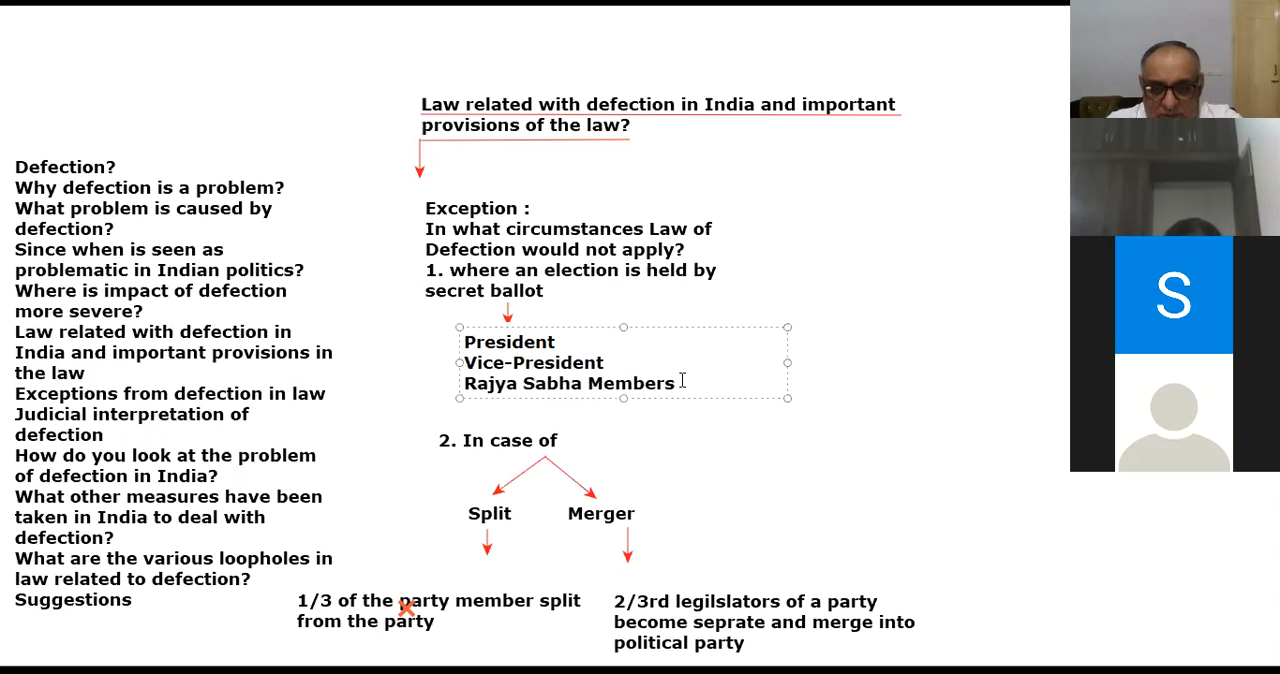 Law related with defection in India and important
provisions of the law?
Defection?
Why defection is a problem?
What problem is caused by
defection?
Since when is seen as
problematic in Indian politics?
Where is impact of defection
more severe?
Law related with defection in
India and important provisions in
the law
Exceptions from defection in law
Judicial interpretation of
defection
How do you look at the problem
of defection in India?
What other measures have been
taken in India to deal with
defection?
What are the various loopholes in
law related to defection?
Suggestions
Exception :
In what circumstances Law of
Defection would not apply?
1. where an election is held by
secret ballot
President
Vice-President
Rajya Sabha Members
2. In case of
Split
Merger
1/3 of the party member split
from the party
2/3rd legilslators of a party
become seprate and merge into
political party
S